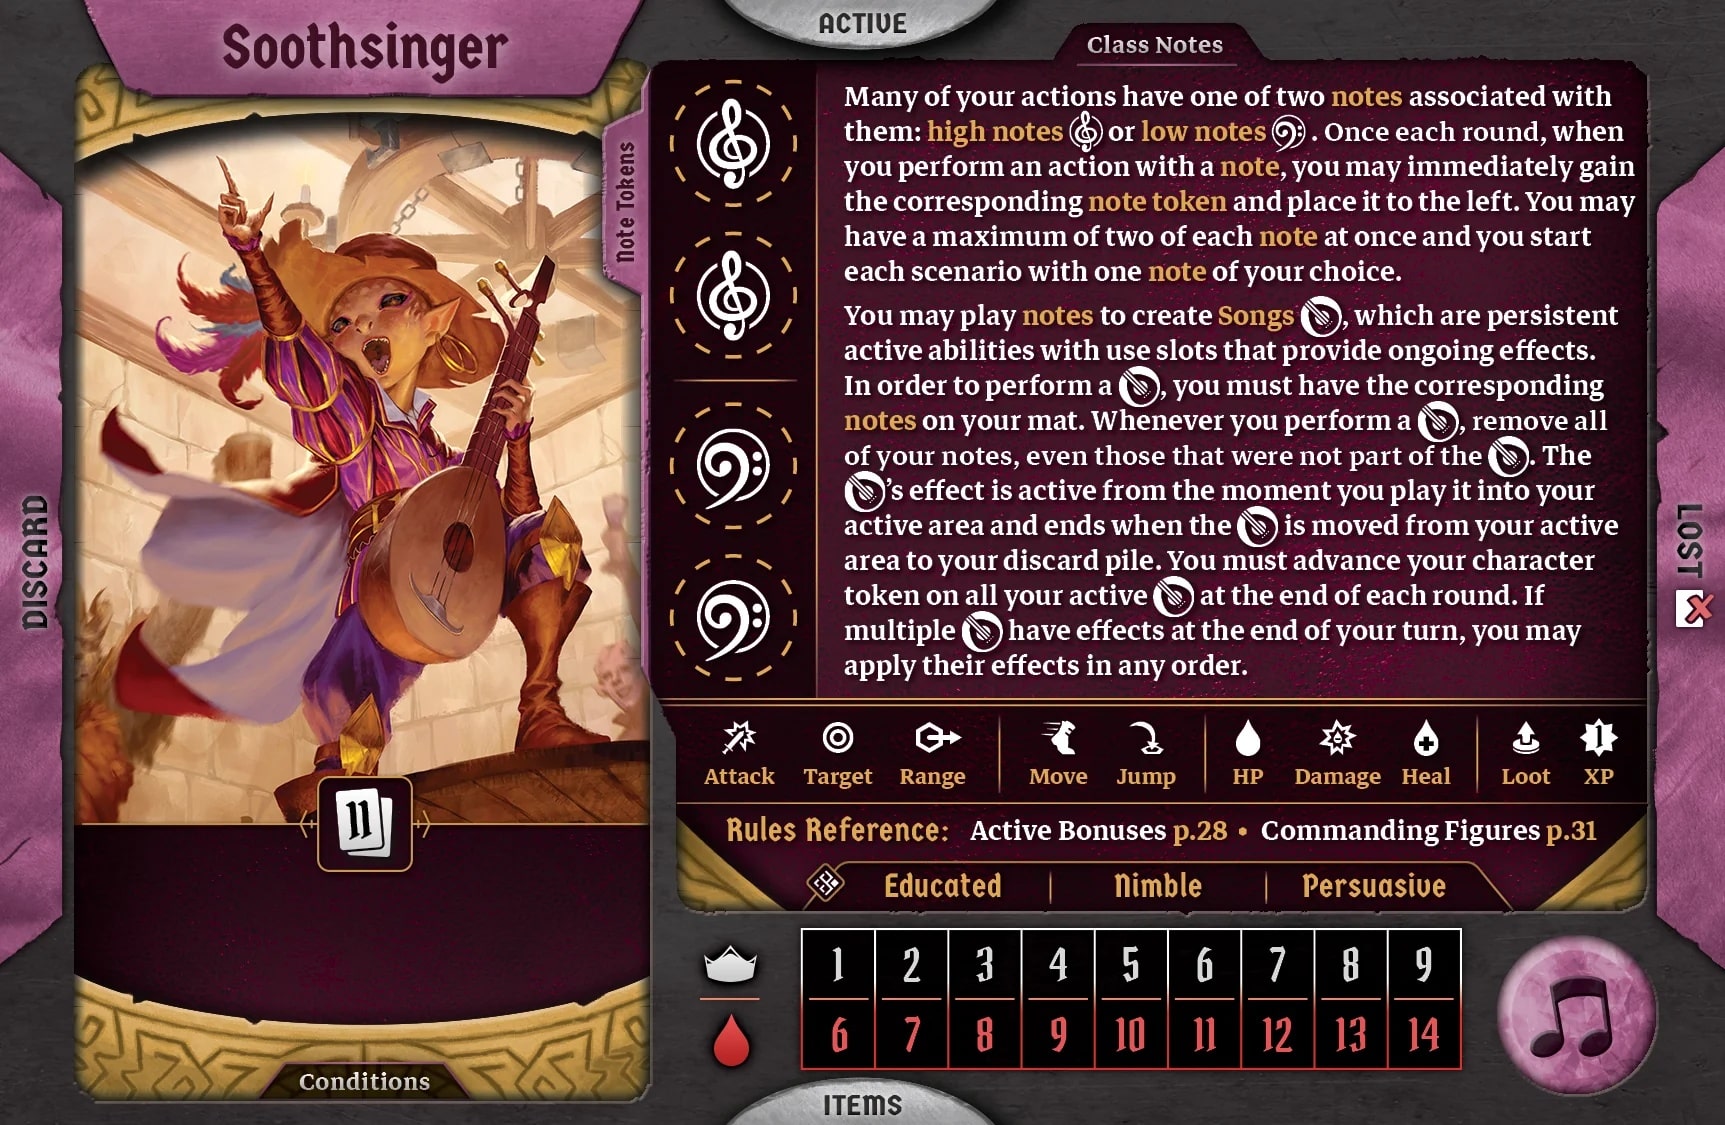 Soothsinger
ACTIVE
Class Notes
Note Tokens
Many of your actions have one of two notes associated with
them: high notes or low notes . Once each round, when
you perform an action with a note, you may immediately gain
the corresponding note token and place it to the left. You may
have a maximum of two of each note at once and you start
each scenario with one note of your choice.
You may play notes to create Songs , which are persistent
active abilities with use slots that provide ongoing effects.
In order to perform a , you must have the corresponding
notes on your mat. Whenever you perform a , remove all
of your notes, even those that were not part of the . The
’s effect is active from the moment you play it into your
active area and ends when the is moved from your active
area to your discard pile. You must advance your character
token on all your active at the end of each round. If
multiple have effects at the end of your turn, you may
apply their effects in any order.
DISCARD
LOST
1
Attack Target Range Move Jump HP Damage Heal Loot XP
11
Rules Reference: Active Bonuses p.28 • Commanding Figures p.31
Educated | Nimble | Persuasive
1 2 3 4 5 6 7 8 9
6 7 8 9 10 11 12 13 14
Conditions
ITEMS